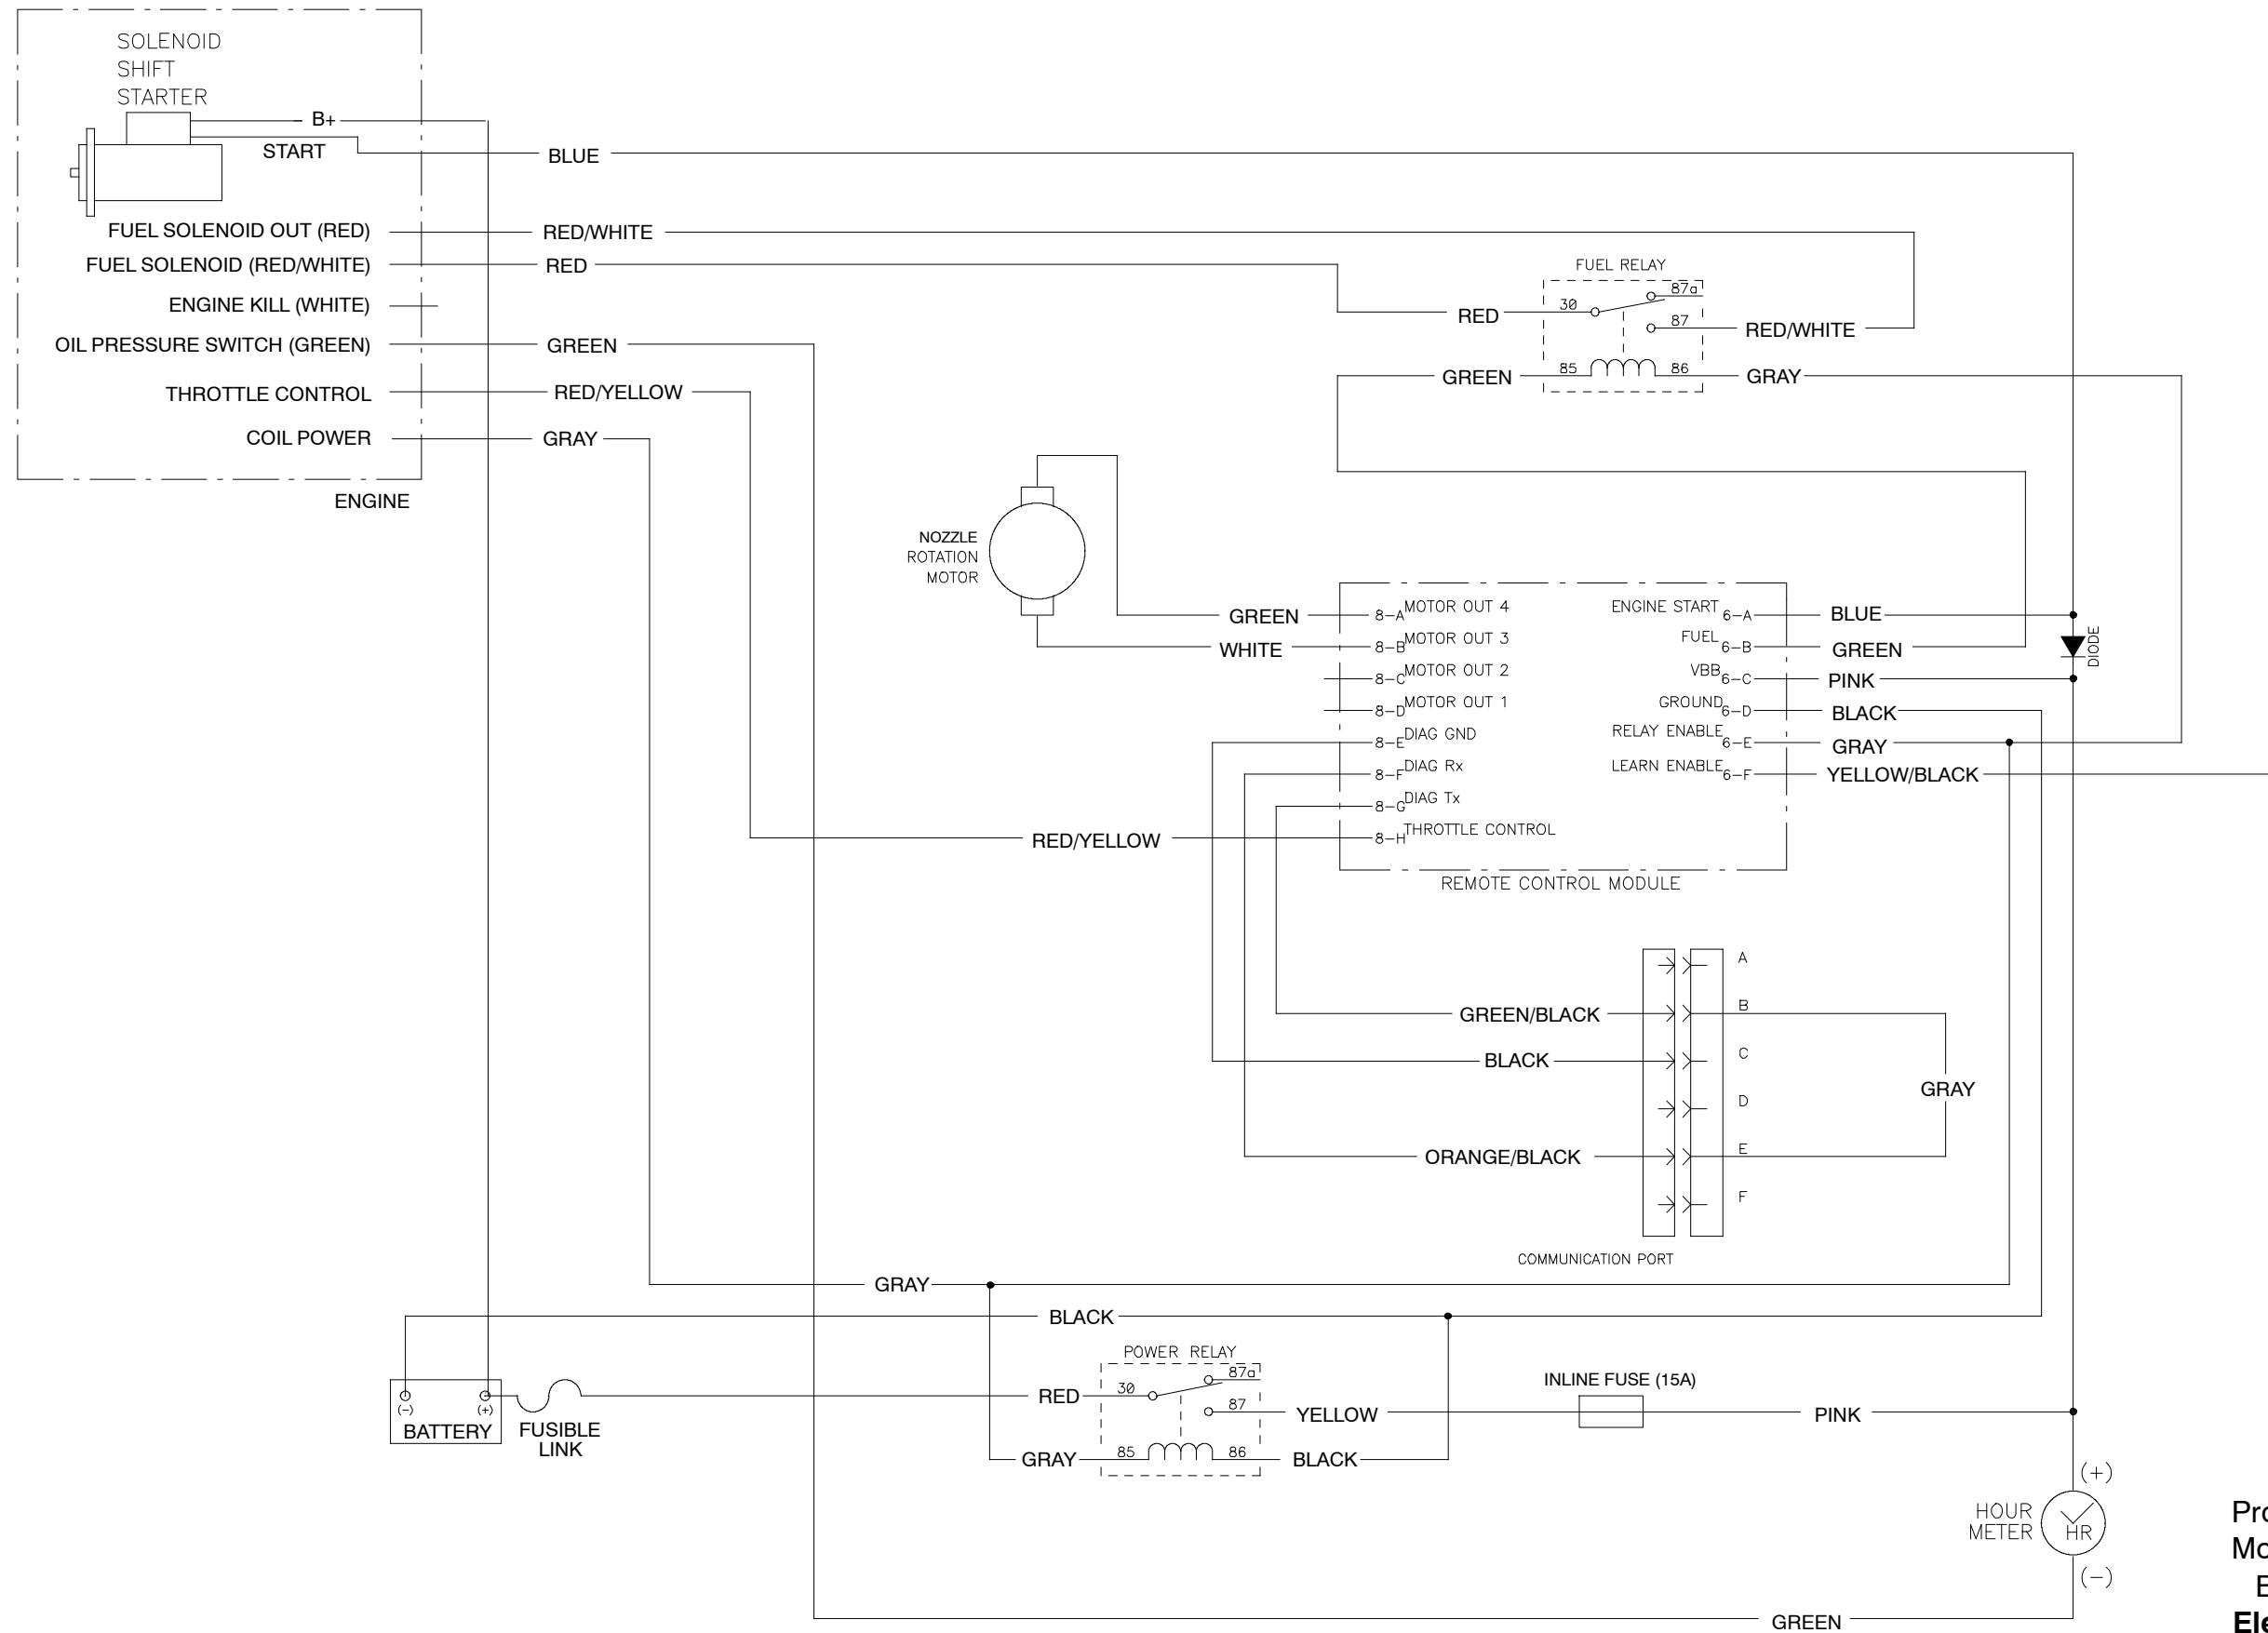 SOLENOID
SHIFT
STARTER
B+
START
BLUE
FUEL SOLENOID OUT (RED)
RED/WHITE
FUEL SOLENOID (RED/WHITE)
RED
ENGINE KILL (WHITE)
OIL PRESSURE SWITCH (GREEN)
GREEN
THROTTLE CONTROL
RED/YELLOW
COIL POWER
GRAY
ENGINE
FUEL RELAY
87a
30
RED
87
RED/WHITE
GREEN
85
86
GRAY
NOZZLE
ROTATION
MOTOR
GREEN
8-A
MOTOR OUT 4
ENGINE START
6-A
BLUE
WHITE
8-B
MOTOR OUT 3
FUEL
6-B
GREEN
DIODE
8-C
MOTOR OUT 2
VBB
6-C
PINK
8-D
MOTOR OUT 1
GROUND
6-D
BLACK
8-E
DIAG GND
RELAY ENABLE
6-E
GRAY
8-F
DIAG Rx
LEARN ENABLE
6-F
YELLOW/BLACK
8-G
DIAG Tx
RED/YELLOW
8-H
THROTTLE CONTROL
REMOTE CONTROL MODULE
A
GREEN/BLACK
B
BLACK
C
GRAY
D
ORANGE/BLACK
E
F
COMMUNICATION PORT
GRAY
BLACK
POWER RELAY
87a
30
RED
87
YELLOW
INLINE FUSE (15A)
PINK
GRAY
85
86
BLACK
(-)
(+)
BATTERY
FUSIBLE
LINK
(+)
HOUR
METER
HR
(-)
GREEN
Pro
Mo
E
Ele